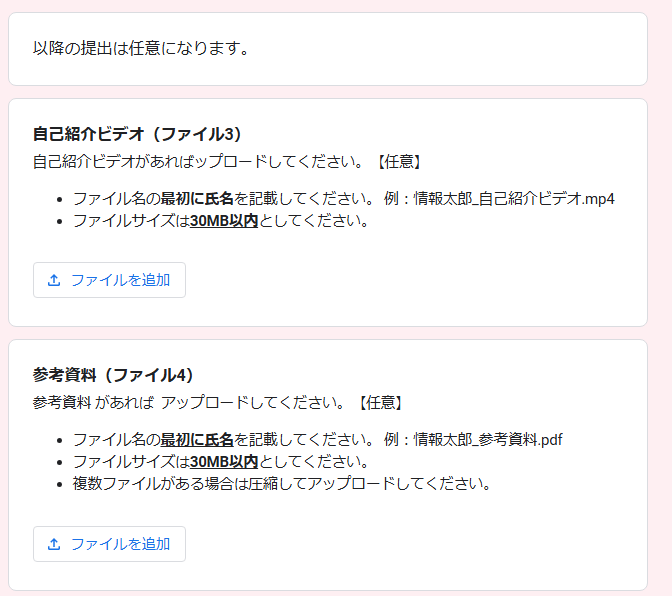 以降の提出は任意になります。
自己紹介ビデオ（ファイル3）
自己紹介ビデオがあればップロードしてください。【任意】
• ファイル名の最初に氏名を記載してください。 例：情報太郎_自己紹介ビデオ.mp4
• ファイルサイズは30MB以内としてください。
ファイルを追加
参考資料（ファイル4）
参考資料 があれば アップロードしてください。【任意】
• ファイル名の最初に氏名を記載してください。 例：情報太郎_参考資料.pdf
• ファイルサイズは30MB以内としてください。
• 複数ファイルがある場合は圧縮してアップロードしてください。
ファイルを追加